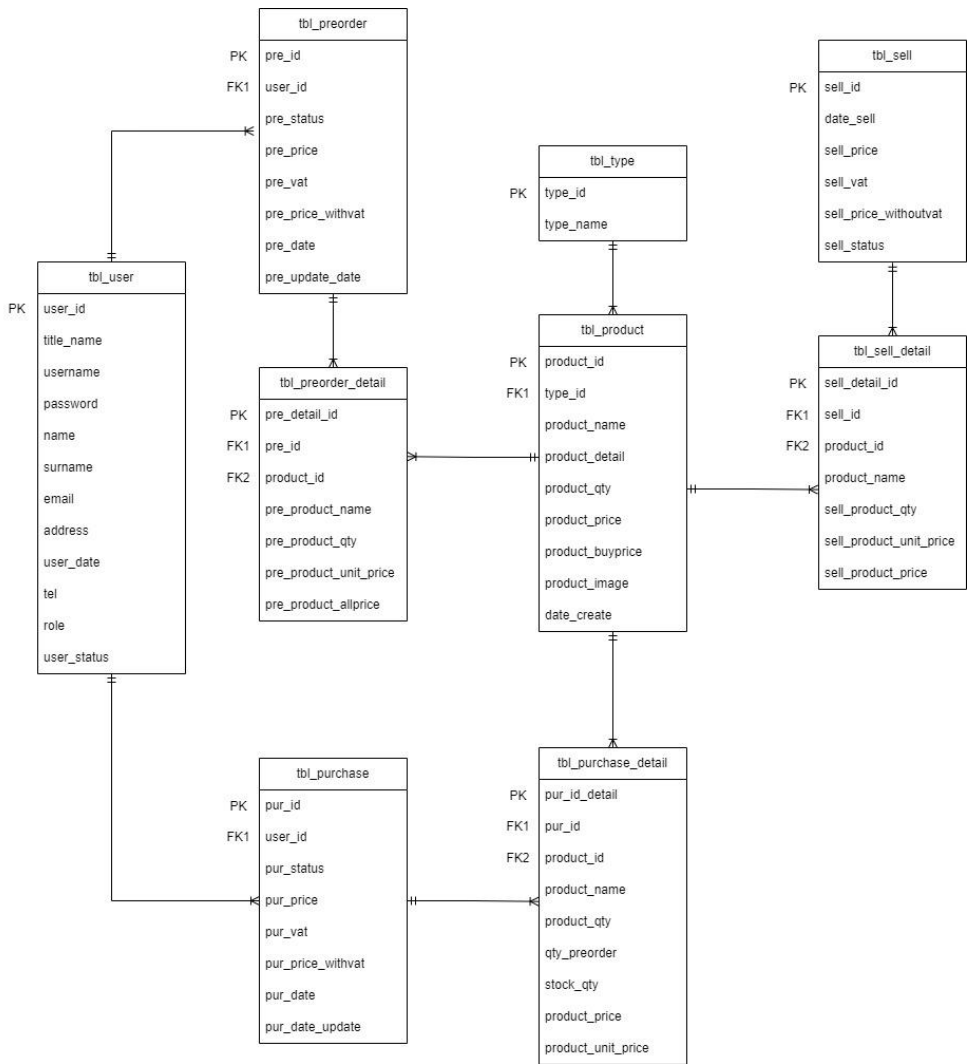 tbl_preorder
PK pre_id
FK1 user_id
pre_status
pre_price
pre_vat
pre_price_withvat
pre_date
pre_update_date
tbl_sell
PK sell_id
date_sell
sell_price
sell_vat
sell_price_withoutvat
sell_status
tbl_type
PK type_id
type_name
tbl_user
PK user_id
title_name
username
password
name
surname
email
address
user_date
tel
role
user_status
tbl_preorder_detail
PK pre_detail_id
FK1 pre_id
FK2 product_id
pre_product_name
pre_product_qty
pre_product_unit_price
pre_product_allprice
tbl_product
PK product_id
FK1 type_id
product_name
product_detail
product_qty
product_price
product_buyprice
product_image
date_create
tbl_sell_detail
PK sell_detail_id
FK1 sell_id
FK2 product_id
product_name
sell_product_qty
sell_product_unit_price
sell_product_price
tbl_purchase
PK pur_id
FK1 user_id
pur_status
pur_price
pur_vat
pur_price_withvat
pur_date
pur_date_update
tbl_purchase_detail
PK pur_id_detail
FK1 pur_id
FK2 product_id
product_name
product_qty
qty_preorder
stock_qty
product_price
product_unit_price